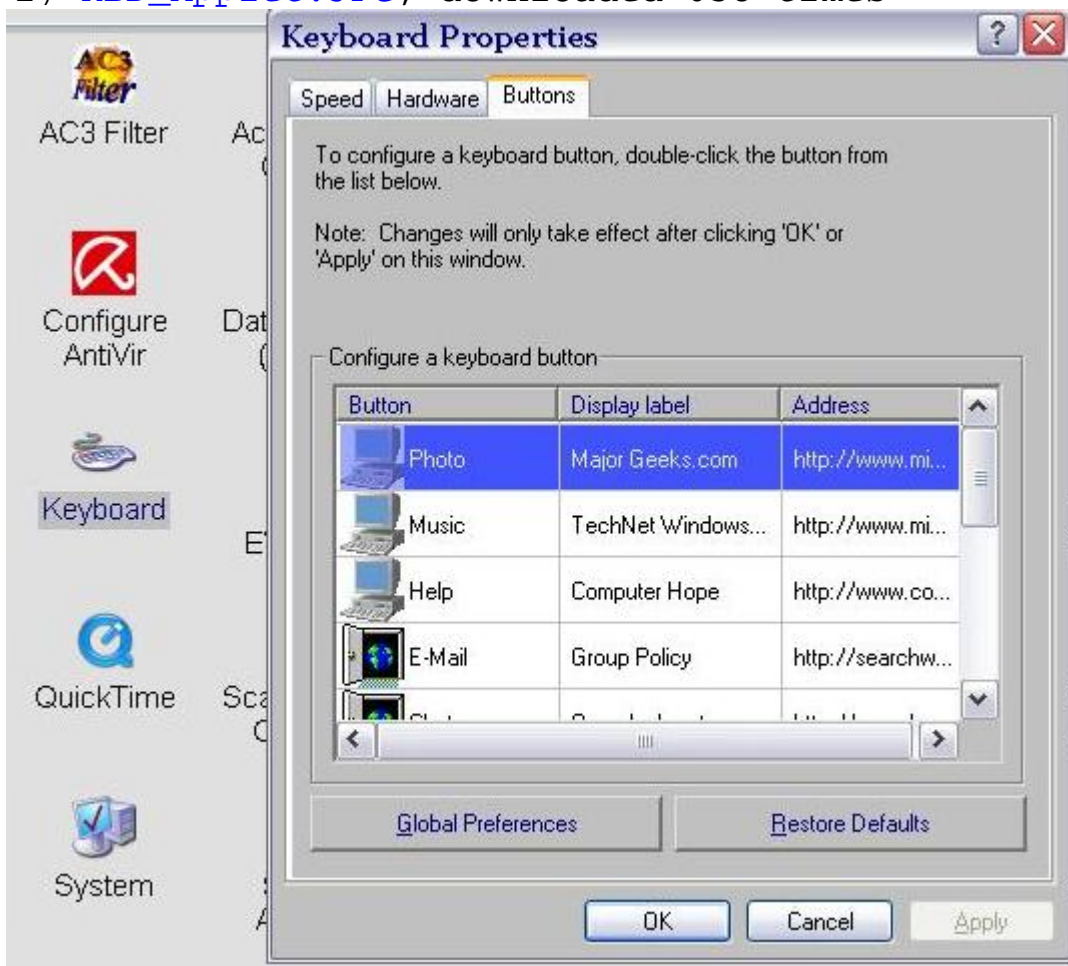 Keyboard Properties
AC3 Filter
AC3 Filter
Speed Hardware Buttons
To configure a keyboard button, double-click the button from
the list below.
Note: Changes will only take effect after clicking 'OK' or
'Apply' on this window.
Configure
AntiVir
Configure a keyboard button
Button Display label Address
Photo Major Geeks.com http://www.mi...
Music TechNet Windows... http://www.mi...
Help Computer Hope http://www.co...
E-Mail Group Policy http://searchw...
Keyboard
QuickTime
System
Global Preferences Restore Defaults
OK Cancel Apply